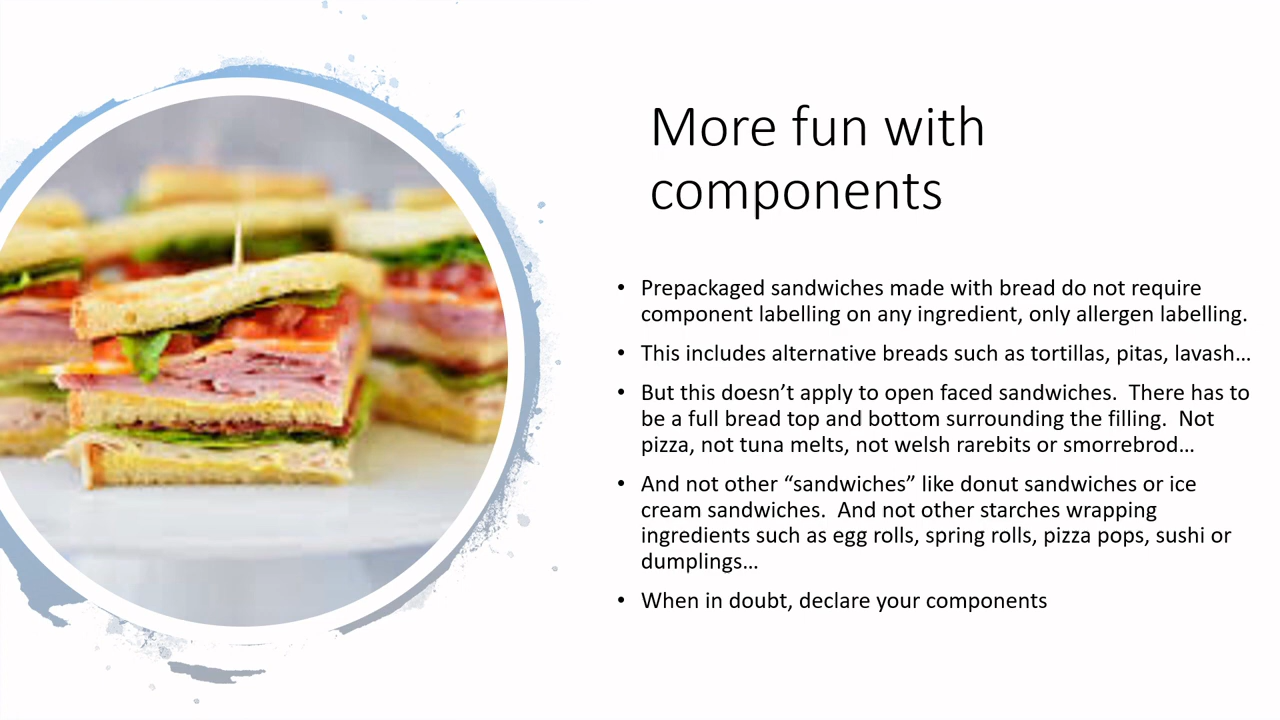 More fun with
components
• Prepackaged sandwiches made with bread do not require
component labelling on any ingredient, only allergen labelling.
• This includes alternative breads such as tortillas, pitas, lavash…
• But this doesn’t apply to open faced sandwiches.  There has to
be a full bread top and bottom surrounding the filling.  Not
pizza, not tuna melts, not welsh rarebits or smorrebrod…
• And not other “sandwiches” like donut sandwiches or ice
cream sandwiches.  And not other starches wrapping
ingredients such as egg rolls, spring rolls, pizza pops, sushi or
dumplings…
• When in doubt, declare your components